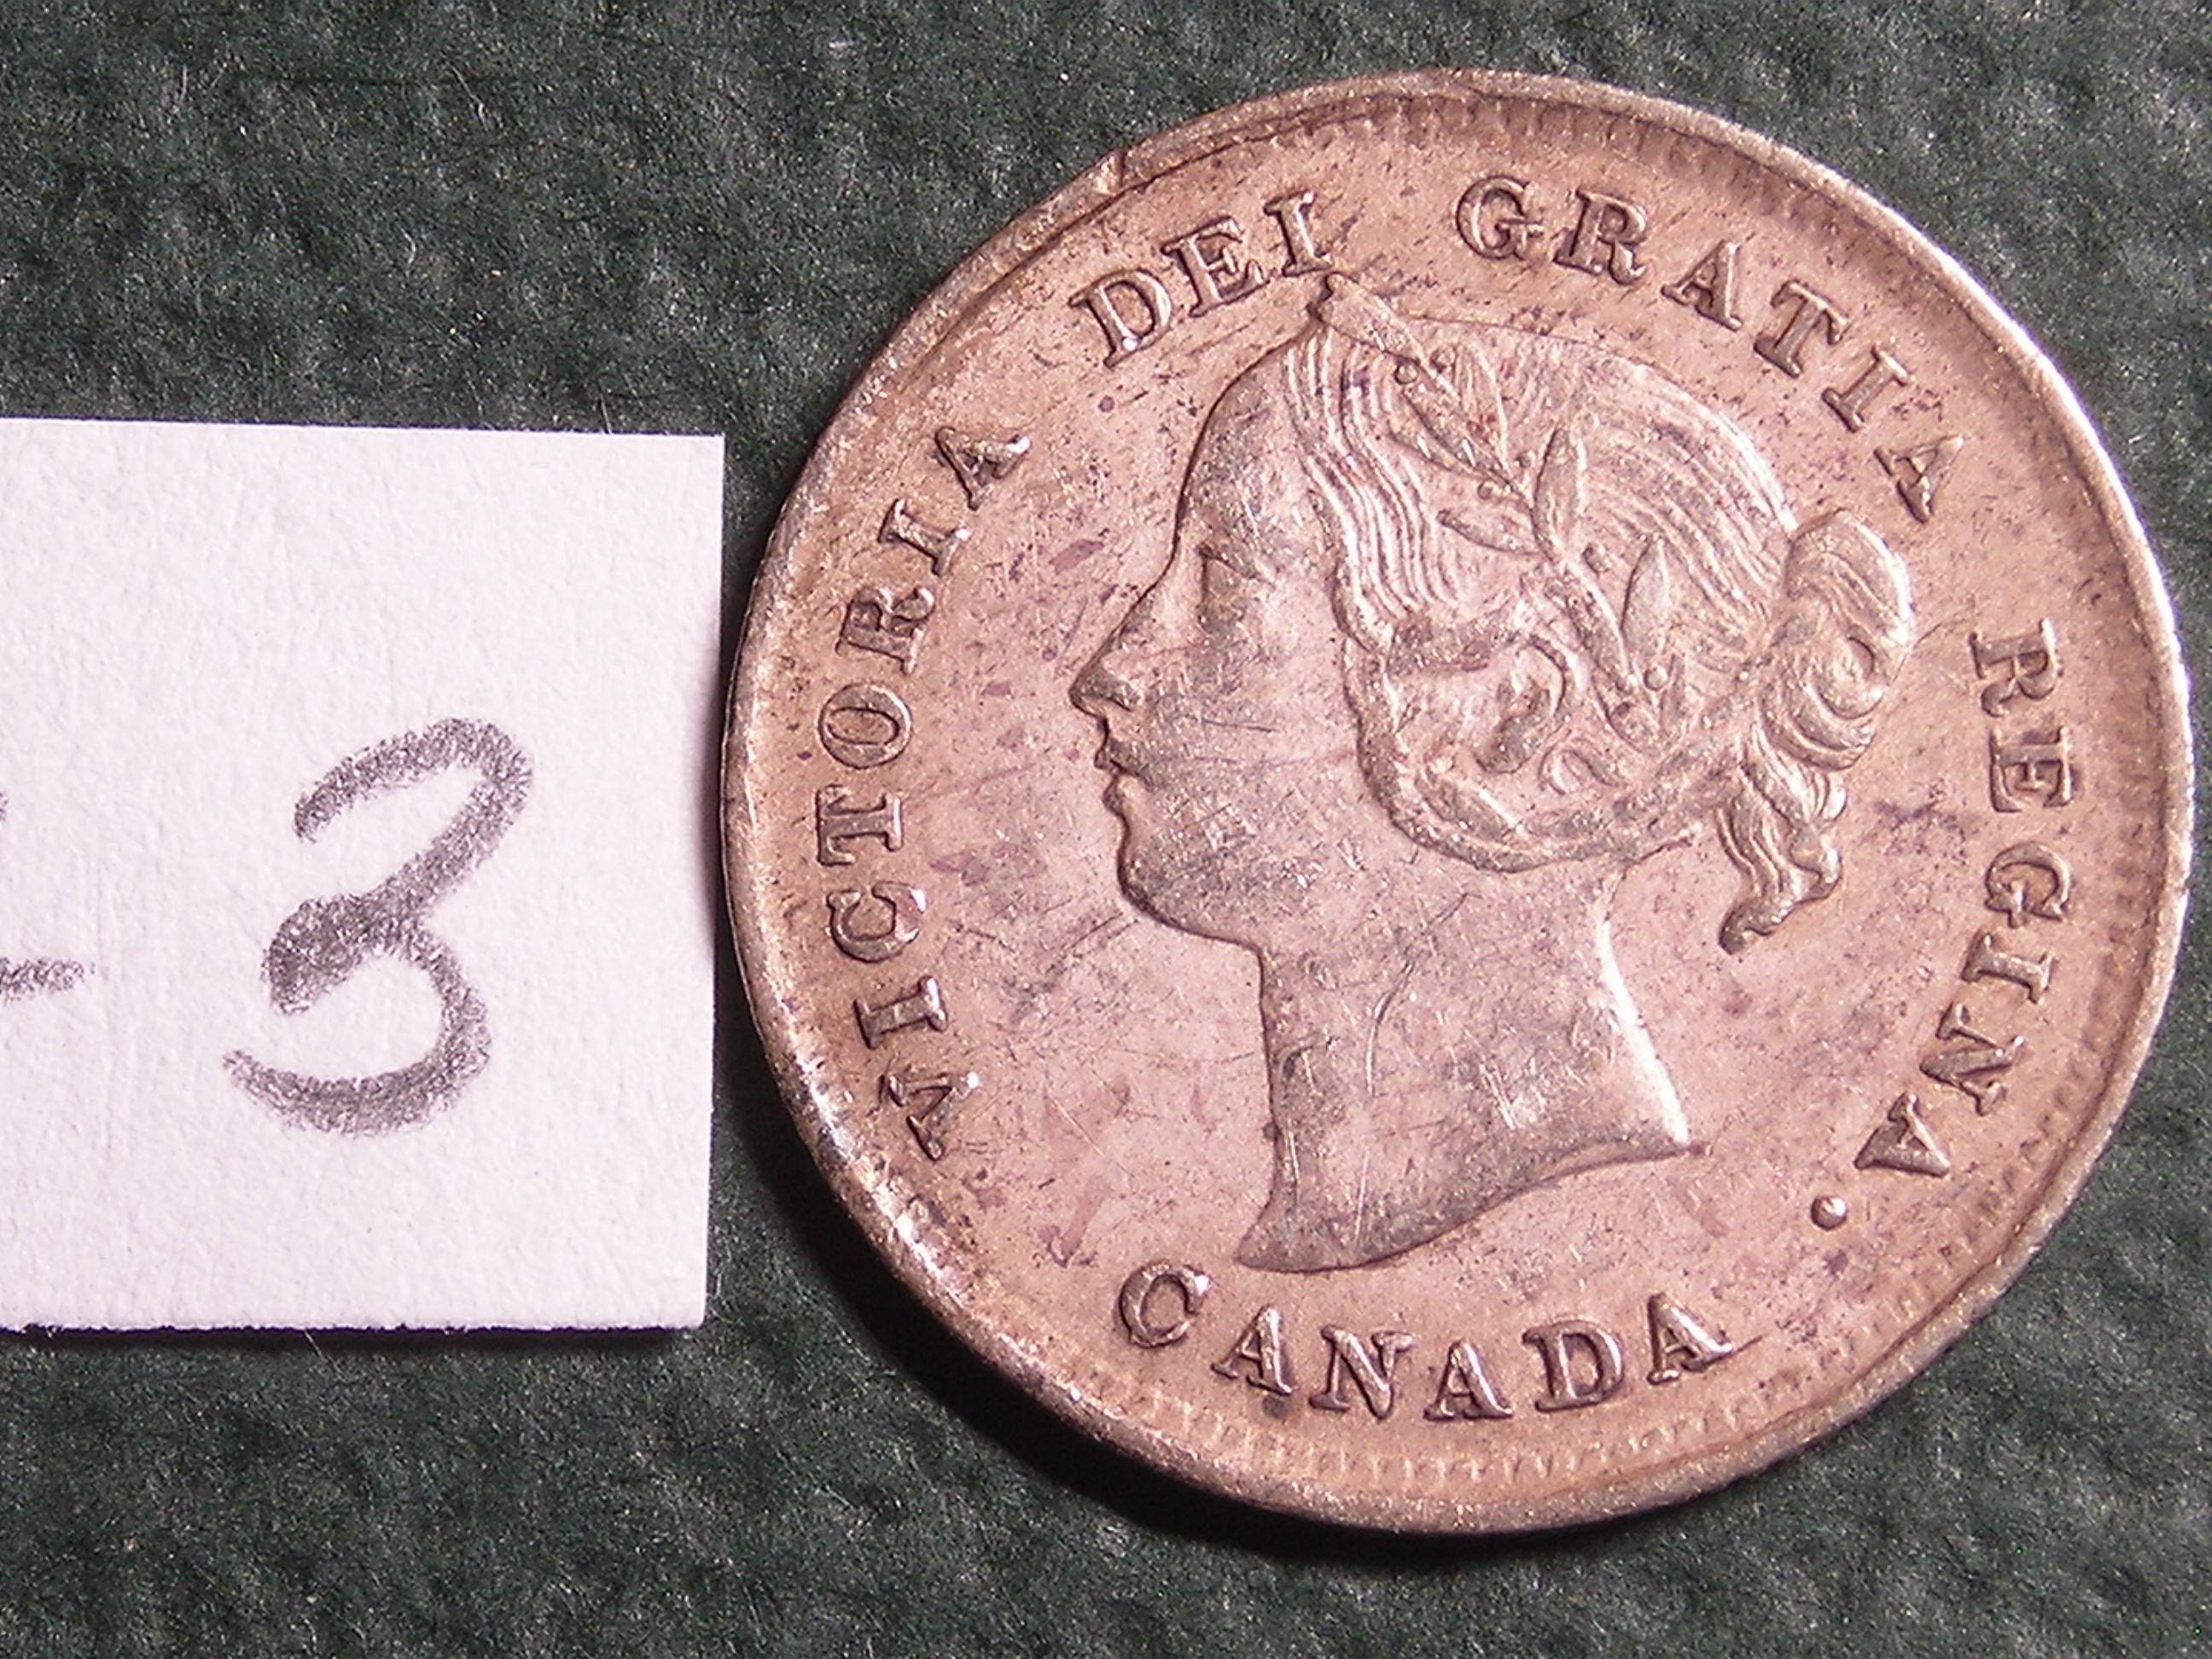 -3
VICTORIA DEI GRATIA REGINA.
CANADA